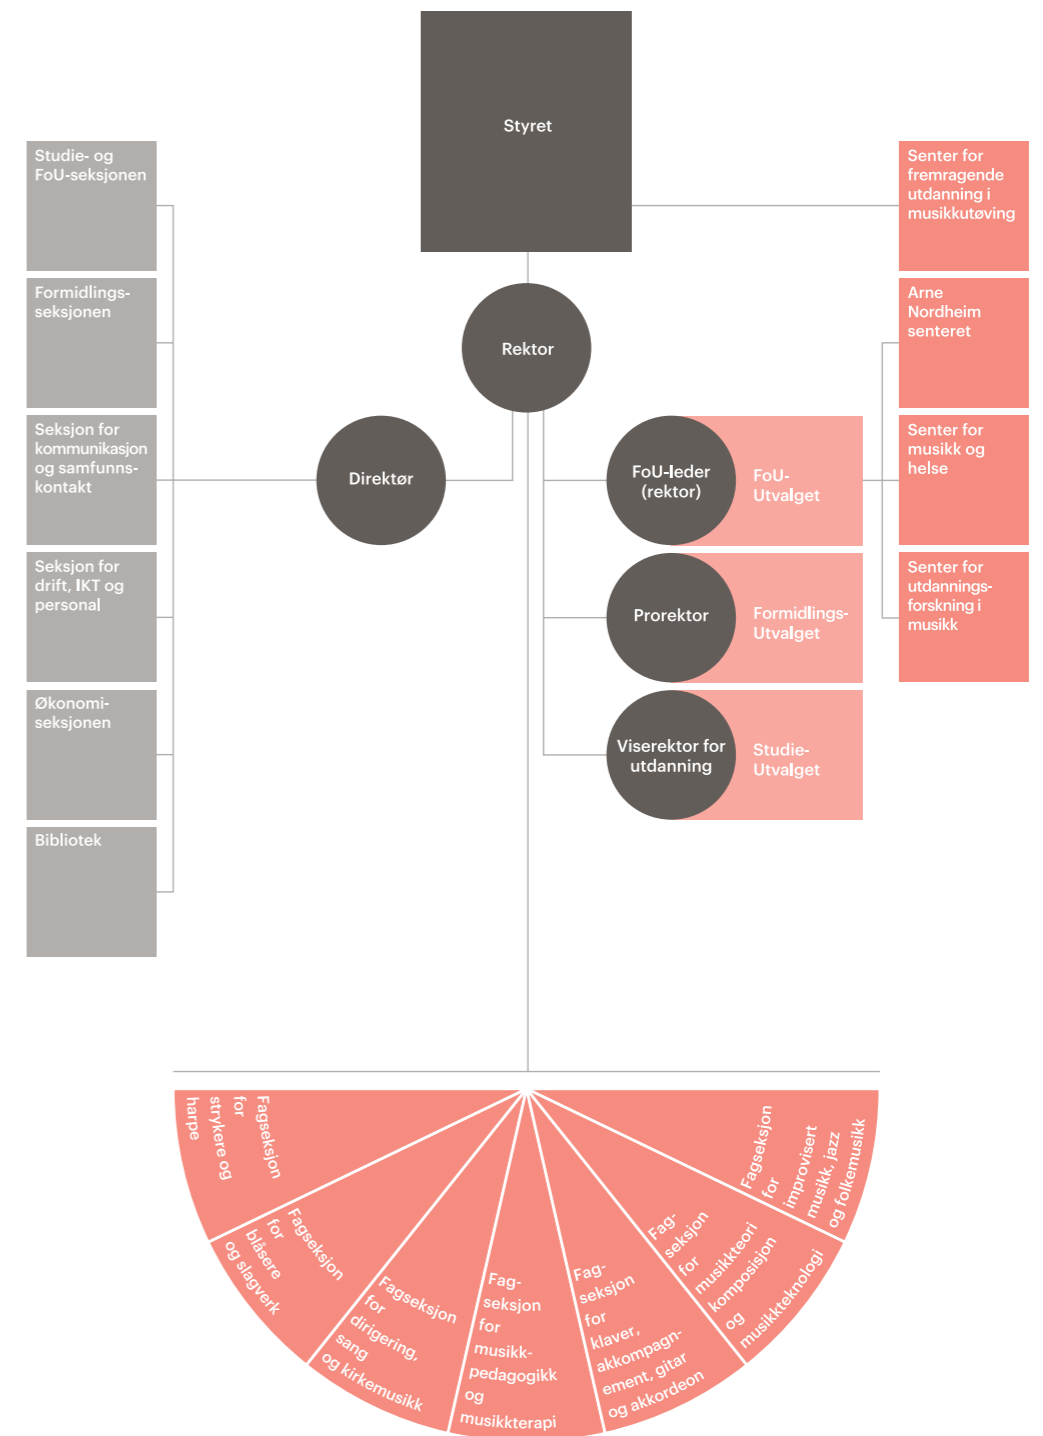 Styret
Studie- og
FoU-seksjonen
Formidlings-
seksjonen
Seksjon for
kommunikasjon
og samfunns-
kontakt
Seksjon for
drift, IKT og
personal
Økonomi-
seksjonen
Bibliotek
Rektor
Direktør
FoU-leder
(rektor)
FoU-
Utvalget
Prorektor
Formidlings-
Utvalget
Viserektor for
utdanning
Studie-
Utvalget
Senter for
fremragende
utdanning i
musikkutøving
Arne
Nordheim
senteret
Senter for
musikk og
helse
Senter for
utdannings-
forskning i
musikk
Fagseksjon
for
strykere og
harpe
Fagseksjon
for
blåsere
og slagverk
Fagseksjon
for
dirigering,
sang
og kirkemusikk
Fag-
seksjon
for
musikk-
pedagogikk
og
musikkterapi
Fag-
seksjon
for
klaver,
akkompagn-
ement, gitar
og akkordeon
Fag-
seksjon
for
musikkteori
komposisjon
og
musikkteknologi
Fagseksjon
for
improvisert
musikk, jazz
og folkemusikk